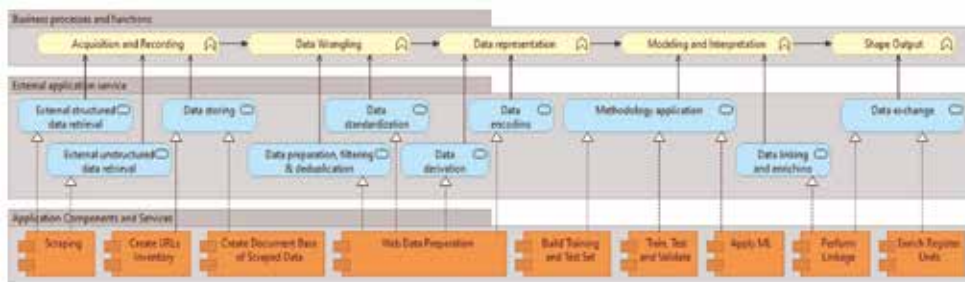 Business processes and functions
Acquisition and Recording
Data Wrangling
Data representation
Modeling and Interpretation
Shape Output
External application service
External structured
data retrieval
Data storing
Data
standardization
Data
encoding
Methodology application
Data exchange
External unstructured
data retrieval
Data preparation, filtering
& deduplication
Data
derivation
Data linking
and enriching
Application Components and Services
Scraping
Create URLs
Inventory
Create Document Base
of Scraped Data
Web Data Preparation
Build Training
and Test Set
Train, Test
and Validate
Apply ML
Perform
Linkage
Enrich Register
Units